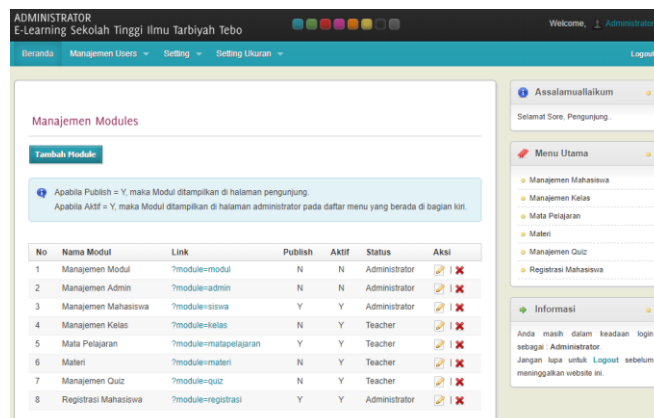 ADMINISTRATOR
E-Learning Sekolah Tinggi Ilmu Tarbiyah Tebo
Welcome, Administrator
Beranda Manajemen Users Setting Setting Ukuran Logout
Manajemen Modules
Tambah Module
Apabila Publish = Y, maka Modul ditampilkan di halaman pengunjung.
Apabila Aktif = Y, maka Modul ditampilkan di halaman administrator pada daftar menu yang berada di bagian kiri.
No Nama Modul Link Publish Aktif Status Aksi
1 Manajemen Modul ?module=modul N N Administrator |
2 Manajemen Admin ?module=admin N N Administrator |
3 Manajemen Mahasiswa ?module=siswa Y Y Administrator |
4 Manajemen Kelas ?module=kelas N Y Teacher |
5 Mata Pelajaran ?module=matapelajaran Y Y Teacher |
6 Materi ?module=materi N Y Teacher |
7 Manajemen Quiz ?module=quiz N Y Teacher |
8 Registrasi Mahasiswa ?module=registrasi Y Y Administrator |
Assalamuallaikum
Selamat Sore, Pengunjung..
Menu Utama
Manajemen Mahasiswa
Manajemen Kelas
Mata Pelajaran
Materi
Manajemen Quiz
Registrasi Mahasiswa
Informasi
Anda masih dalam keadaan login
sebagai : Administrator.
Jangan lupa untuk Logout sebelum
meninggalkan website ini.